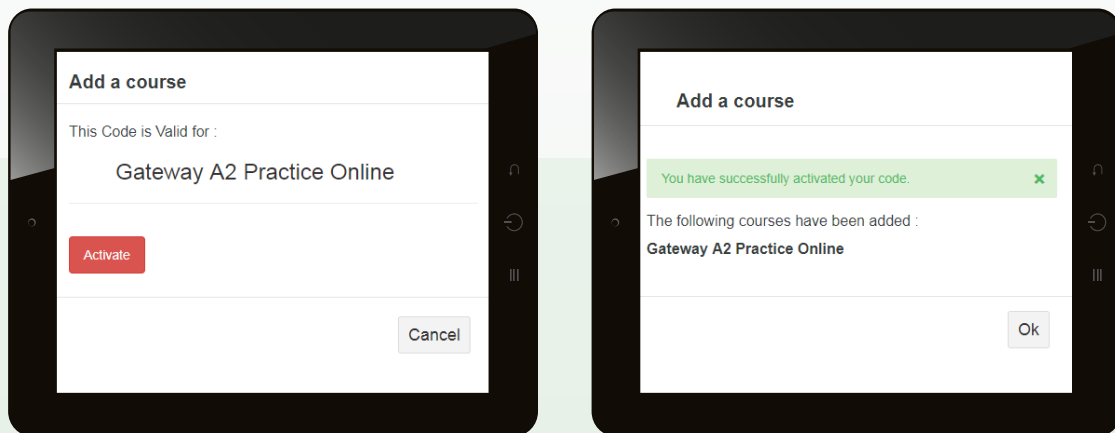 Add a course
This Code is Valid for :
Gateway A2 Practice Online
Activate
Cancel
Add a course
You have successfully activated your code.
×
The following courses have been added :
Gateway A2 Practice Online
Ok